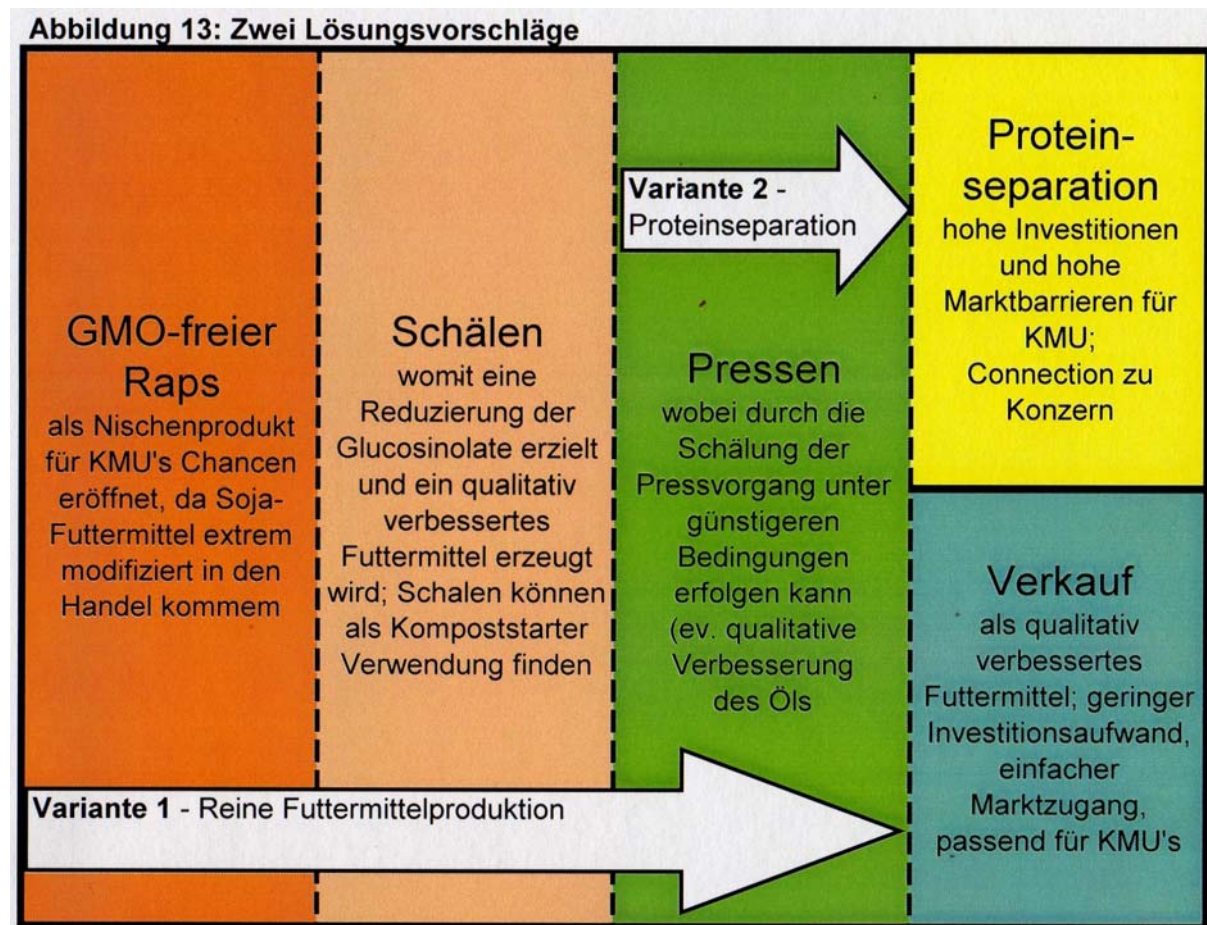 Abbildung 13: Zwei Lösungsvorschläge
GMO-freier
Raps
als Nischenprodukt
für KMU's Chancen
eröffnet, da Soja-
Futtermittel extrem
modifiziert in den
Handel kommem
Schälen
womit eine
Reduzierung der
Glucosinolate erzielt
und ein qualitativ
verbessertes
Futtermittel erzeugt
wird; Schalen können
als Kompoststarter
Verwendung finden
Variante 2 -
Proteinseparation
Pressen
wobei durch die
Schälung der
Pressvorgang unter
günstigeren
Bedingungen
erfolgen kann
(ev. qualitative
Verbesserung
des Öls
Protein-
separation
hohe Investitionen
und hohe
Marktbarrieren für
KMU;
Connection zu
Konzern
Verkauf
als qualitativ
verbessertes
Futtermittel; geringer
Investitionsaufwand,
einfacher
Marktzugang,
passend für KMU's
Variante 1 - Reine Futtermittelproduktion